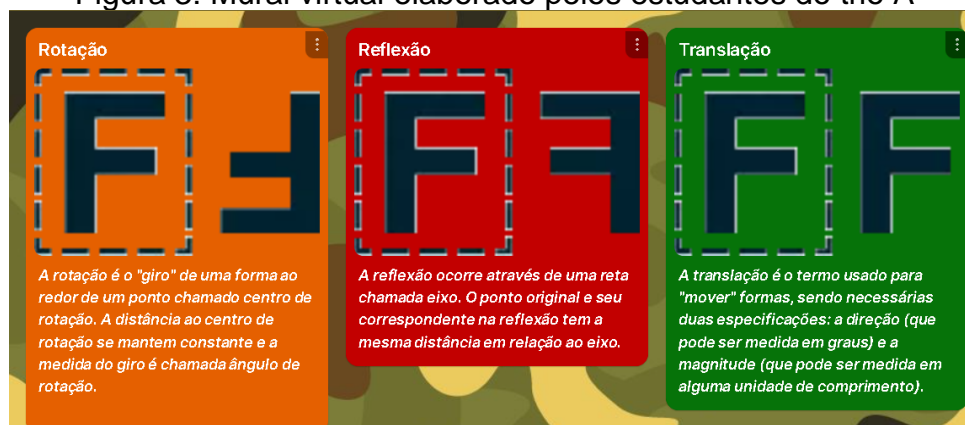 Figura 8: Mural virtual elaborado pelos estudantes do trio A
Rotação
F F
A rotação é o "giro" de uma forma ao
redor de um ponto chamado centro de
rotação. A distância ao centro de
rotação se mantem constante e a
medida do giro é chamada ângulo de
rotação.
Reflexão
F F
A reflexão ocorre através de uma reta
chamada eixo. O ponto original e seu
correspondente na reflexão tem a
mesma distância em relação ao eixo.
Translação
F F
A translação é o termo usado para
"mover" formas, sendo necessárias
duas especificações: a direção (que
pode ser medida em graus) e a
magnitude (que pode ser medida em
alguma unidade de comprimento).